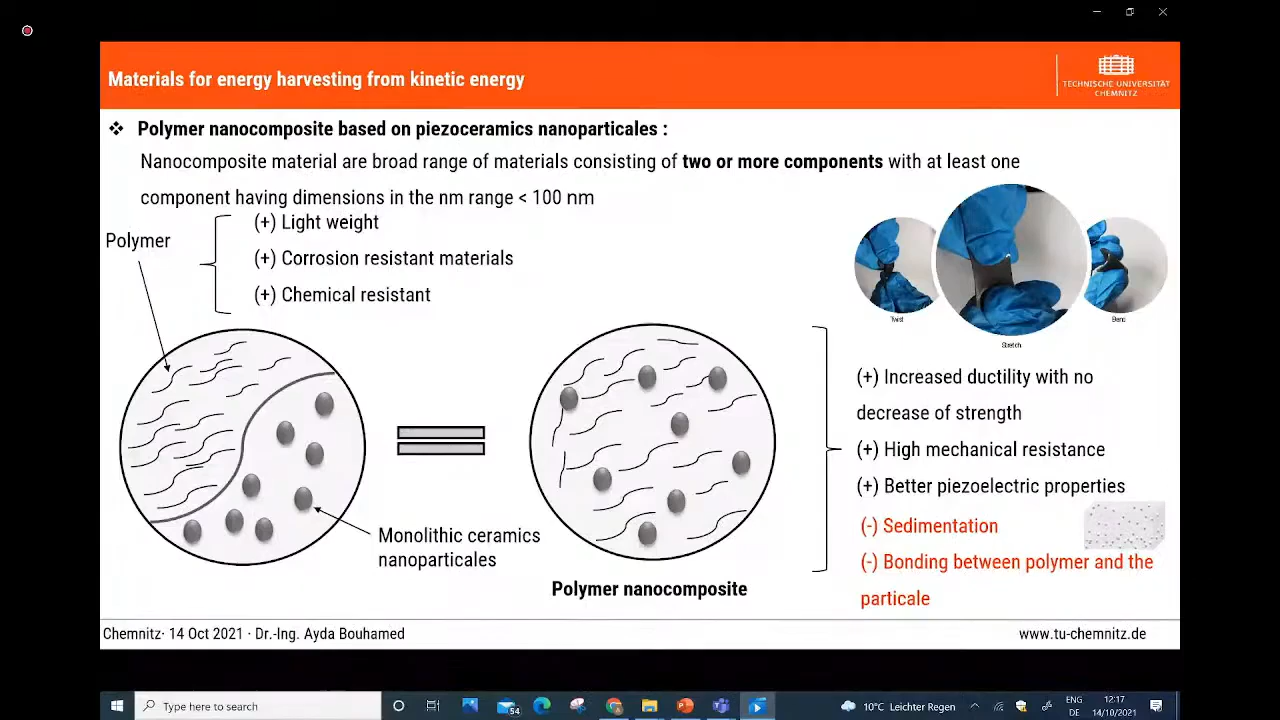 Materials for energy harvesting from kinetic energy
TECHNISCHE UNIVERSITÄT
CHEMNITZ
❖ Polymer nanocomposite based on piezoceramics nanoparticales :
Nanocomposite material are broad range of materials consisting of two or more components with at least one
component having dimensions in the nm range < 100 nm
Polymer
(+) Light weight
(+) Corrosion resistant materials
(+) Chemical resistant
Twist
Stretch
Bend
Monolithic ceramics
nanoparticales
Polymer nanocomposite
(+) Increased ductility with no
decrease of strength
(+) High mechanical resistance
(+) Better piezoelectric properties
(-) Sedimentation
(-) Bonding between polymer and the
particale
Chemnitz· 14 Oct 2021 · Dr.-Ing. Ayda Bouhamed
www.tu-chemnitz.de
Type here to search
54
10°C Leichter Regen
ENG
DE
12:17
14/10/2021